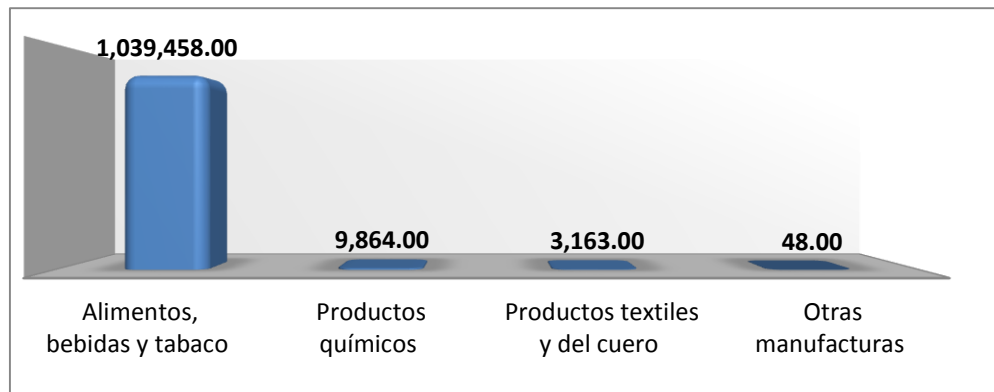 1,039,458.00
9,864.00
3,163.00
48.00
Alimentos,
bebidas y tabaco
Productos
químicos
Productos textiles
y del cuero
Otras
manufacturas